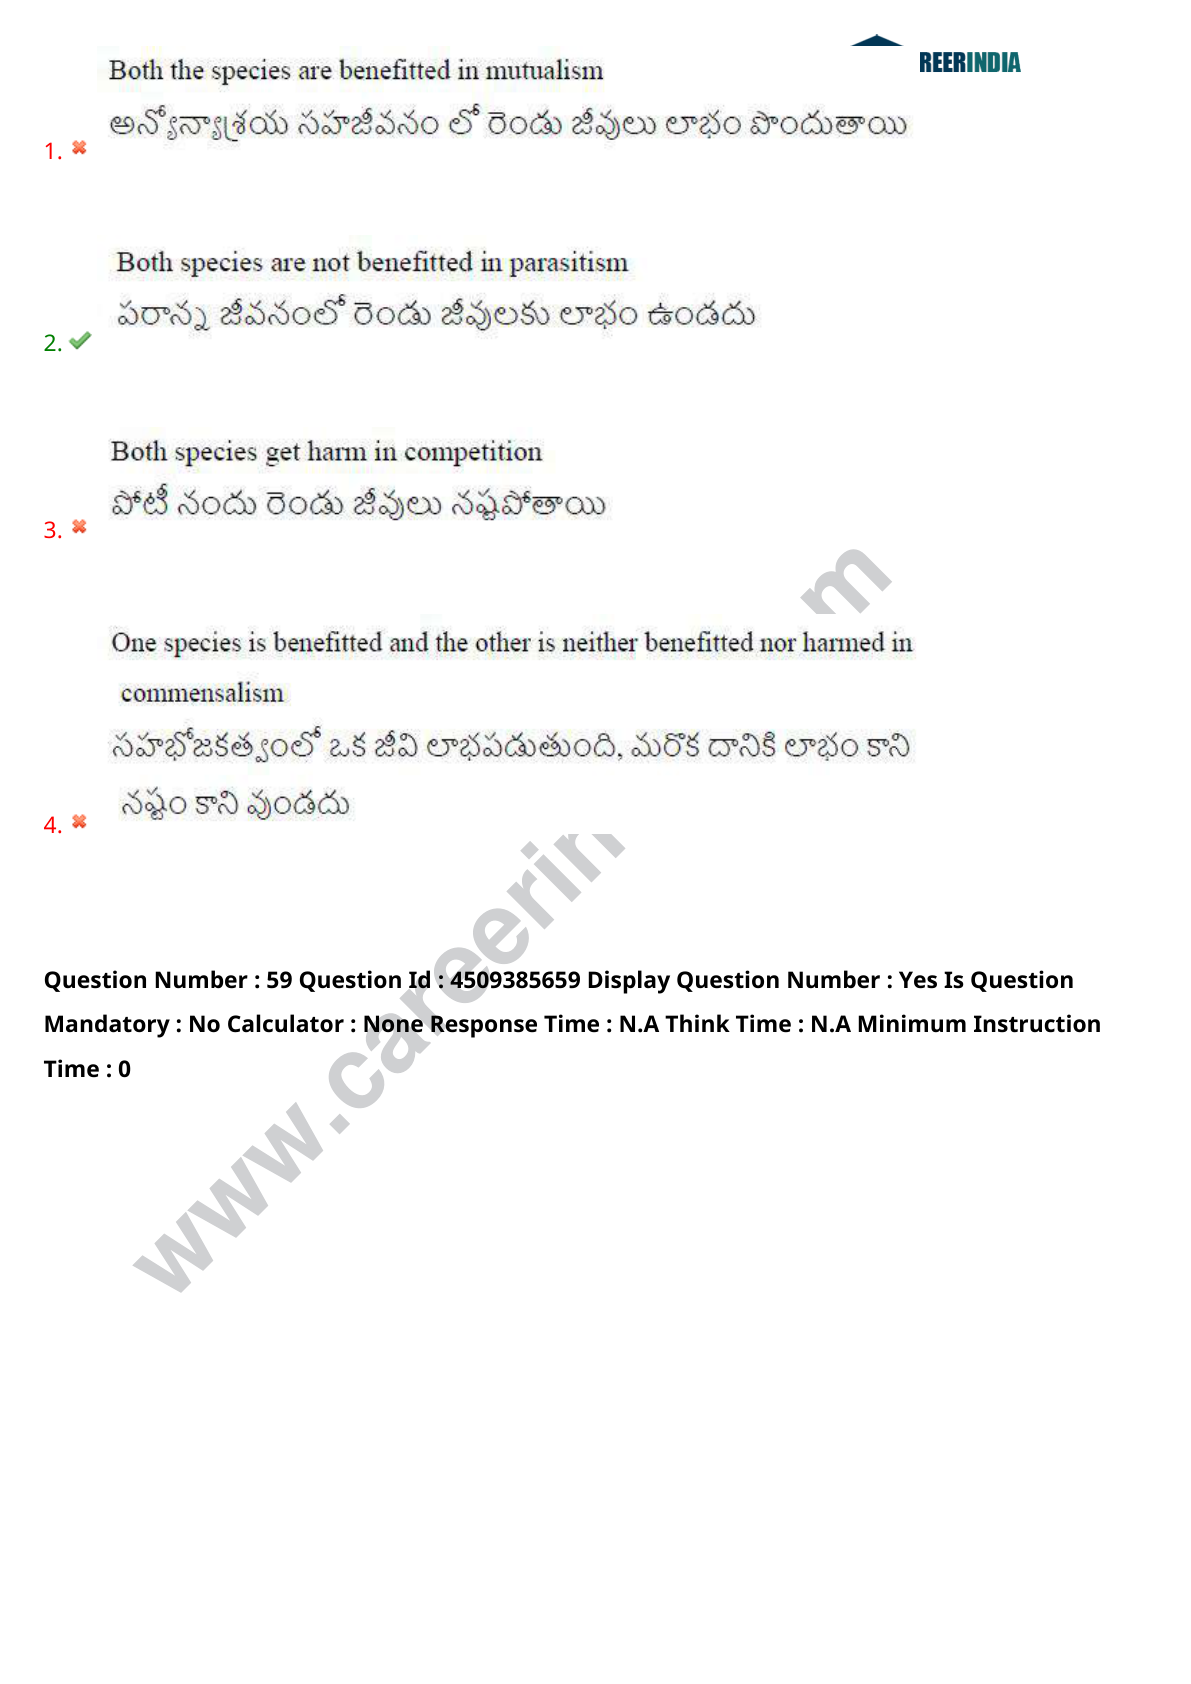 REERINDIA
Both the species are benefitted in mutualism
అన్యోన్యాశ్రయ సహజీవనం లో రెండు జీవులు లాభం పొందుతాయి
1.
Both species are not benefitted in parasitism
పరాన్న జీవనంలో రెండు జీవులకు లాభం ఉండదు
2.
Both species get harm in competition
పోటీ నందు రెండు జీవులు నష్టపోతాయి
3.
One species is benefitted and the other is neither benefitted nor harmed in
commensalism
సహభోజకత్వంలో ఒక జీవి లాభపడుతుంది, మరొక దానికి లాభం కాని
నష్టం కాని వుండదు
4.
Question Number : 59 Question Id : 4509385659 Display Question Number : Yes Is Question
Mandatory : No Calculator : None Response Time : N.A Think Time : N.A Minimum Instruction
Time : 0
www.careerin m